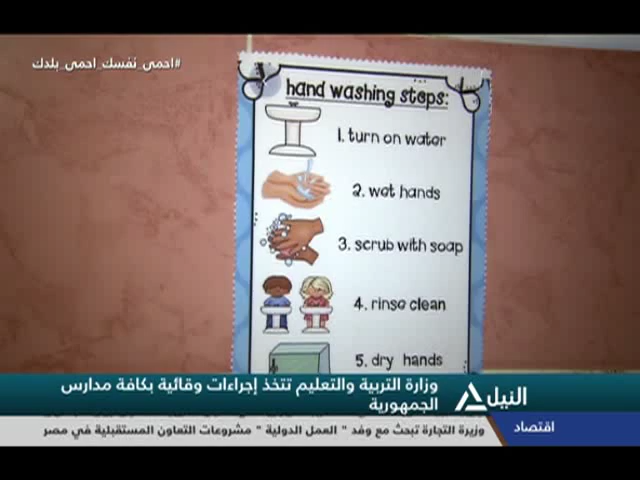 #احمي_نفسك_احمي_بلدك
hand washing steps:
1. turn on water
2. wet hands
3. scrub with soap
4. rinse clean
5. dry hands
النيل
وزارة التربية والتعليم تتخذ إجراءات وقائية بكافة مدارس
الجمهورية
اقتصاد
وزيرة التجارة تبحث مع وفد " العمل الدولية " مشروعات التعاون المستقبلية في مصر